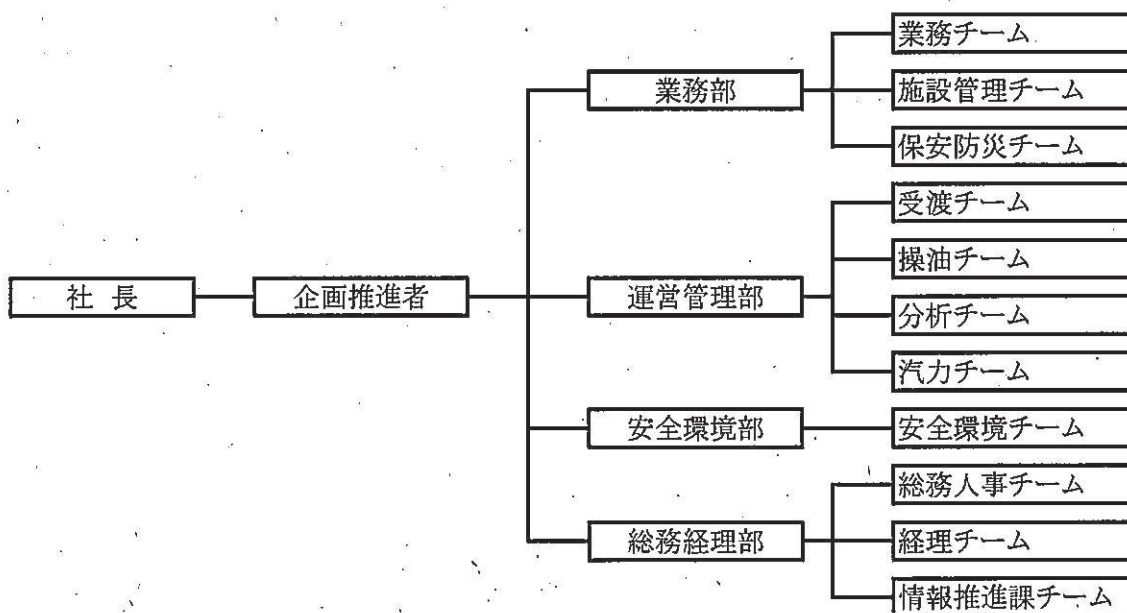 社長
企画推進者
業務部
業務チーム
施設管理チーム
保安防災チーム
運営管理部
受渡チーム
操油チーム
分析チーム
汽力チーム
安全環境部
安全環境チーム
総務経理部
総務人事チーム
経理チーム
情報推進課チーム